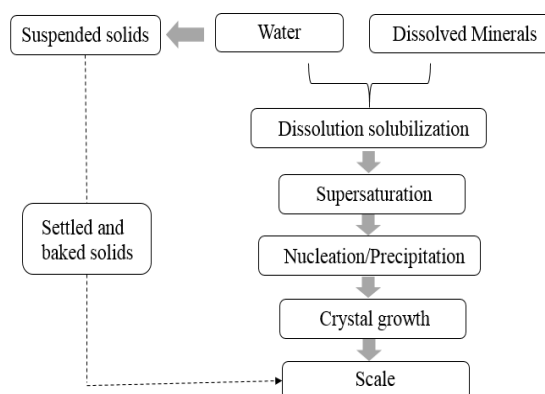 Suspended solids
Water
Dissolved Minerals
Dissolution solubilization
Supersaturation
Settled and
baked solids
Nucleation/Precipitation
Crystal growth
Scale